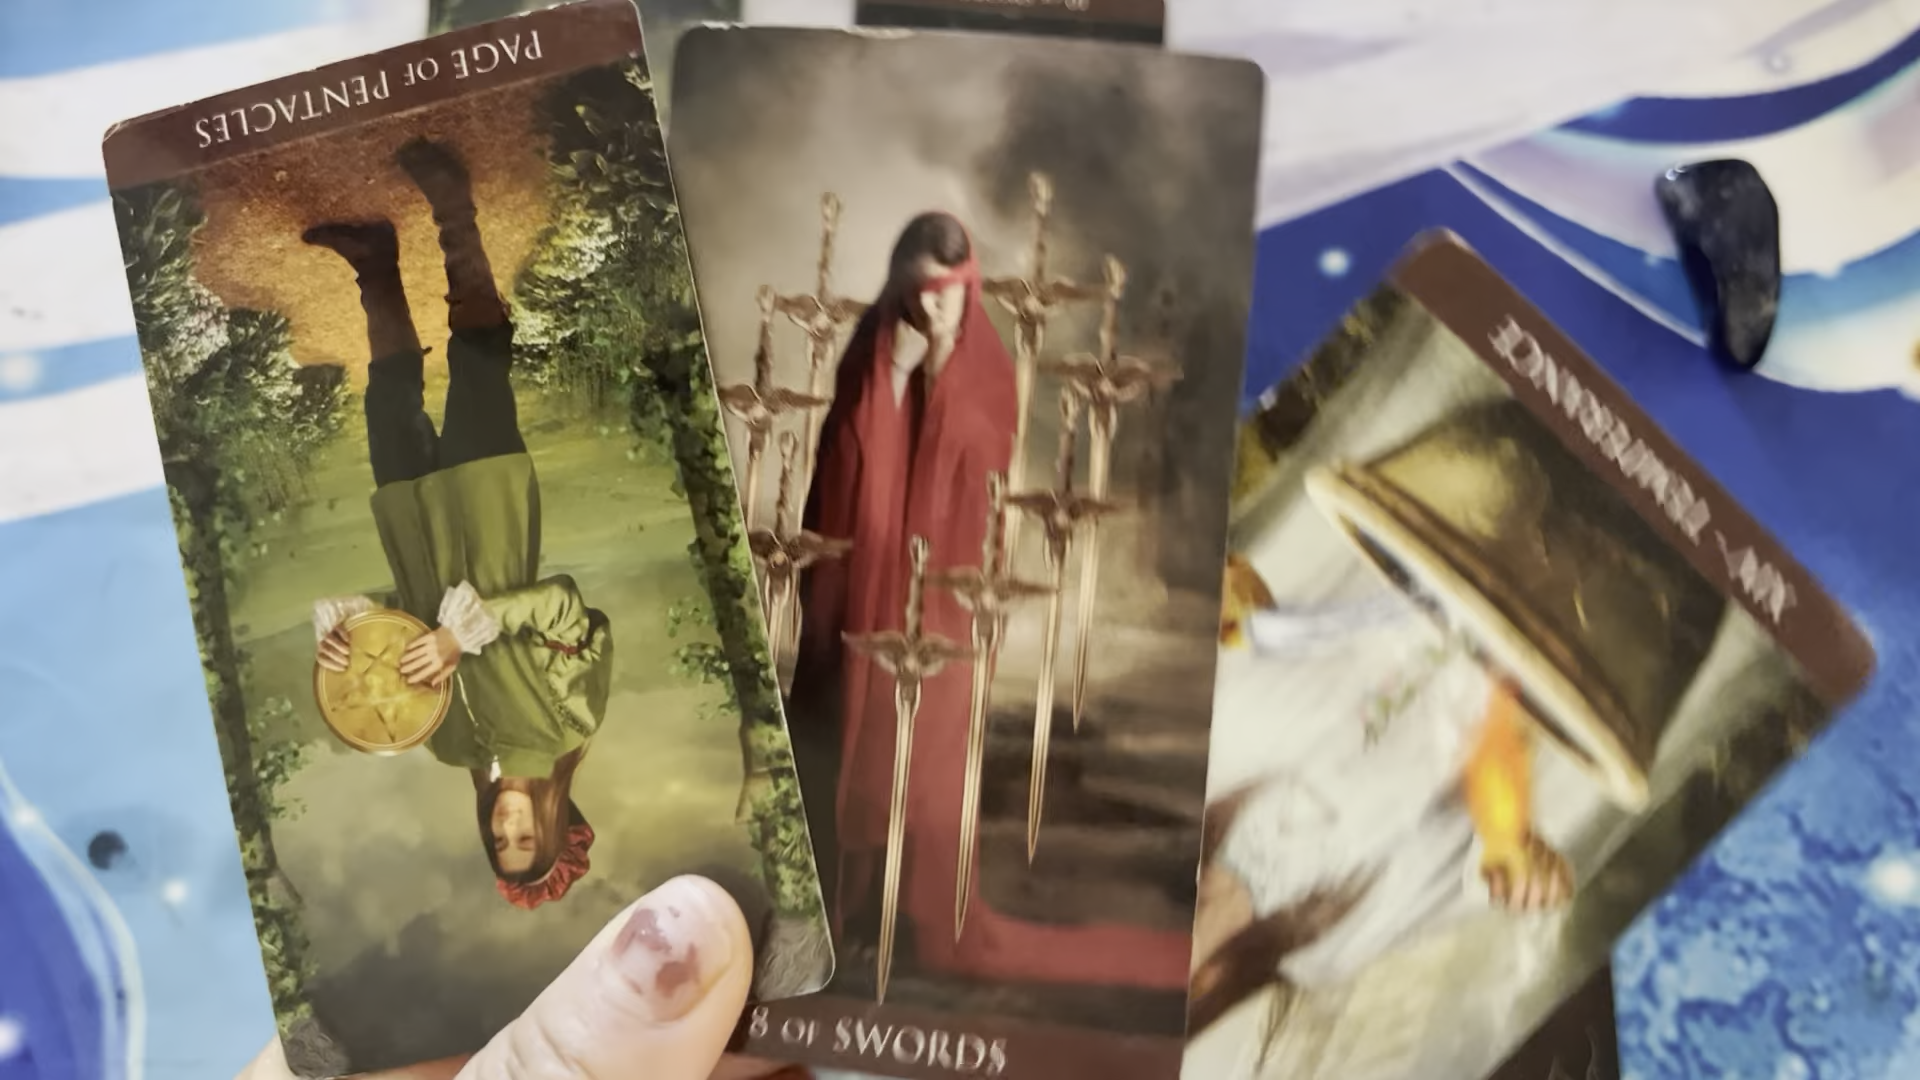 PAGE OF PENTACLES
8 OF SWORDS
XIV - TEMPERANCE